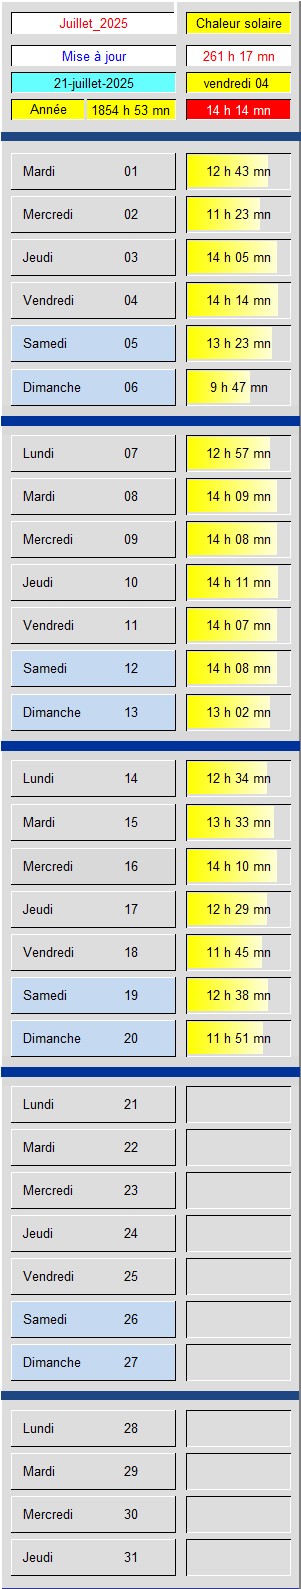 Juillet_2025 Chaleur solaire
Mise à jour 261 h 17 mn
21-juillet-2025 vendredi 04
Année 1854 h 53 mn 14 h 14 mn
Mardi 01 12 h 43 mn
Mercredi 02 11 h 23 mn
Jeudi 03 14 h 05 mn
Vendredi 04 14 h 14 mn
Samedi 05 13 h 23 mn
Dimanche 06 9 h 47 mn
Lundi 07 12 h 57 mn
Mardi 08 14 h 09 mn
Mercredi 09 14 h 08 mn
Jeudi 10 14 h 11 mn
Vendredi 11 14 h 07 mn
Samedi 12 14 h 08 mn
Dimanche 13 13 h 02 mn
Lundi 14 12 h 34 mn
Mardi 15 13 h 33 mn
Mercredi 16 14 h 10 mn
Jeudi 17 12 h 29 mn
Vendredi 18 11 h 45 mn
Samedi 19 12 h 38 mn
Dimanche 20 11 h 51 mn
Lundi 21
Mardi 22
Mercredi 23
Jeudi 24
Vendredi 25
Samedi 26
Dimanche 27
Lundi 28
Mardi 29
Mercredi 30
Jeudi 31